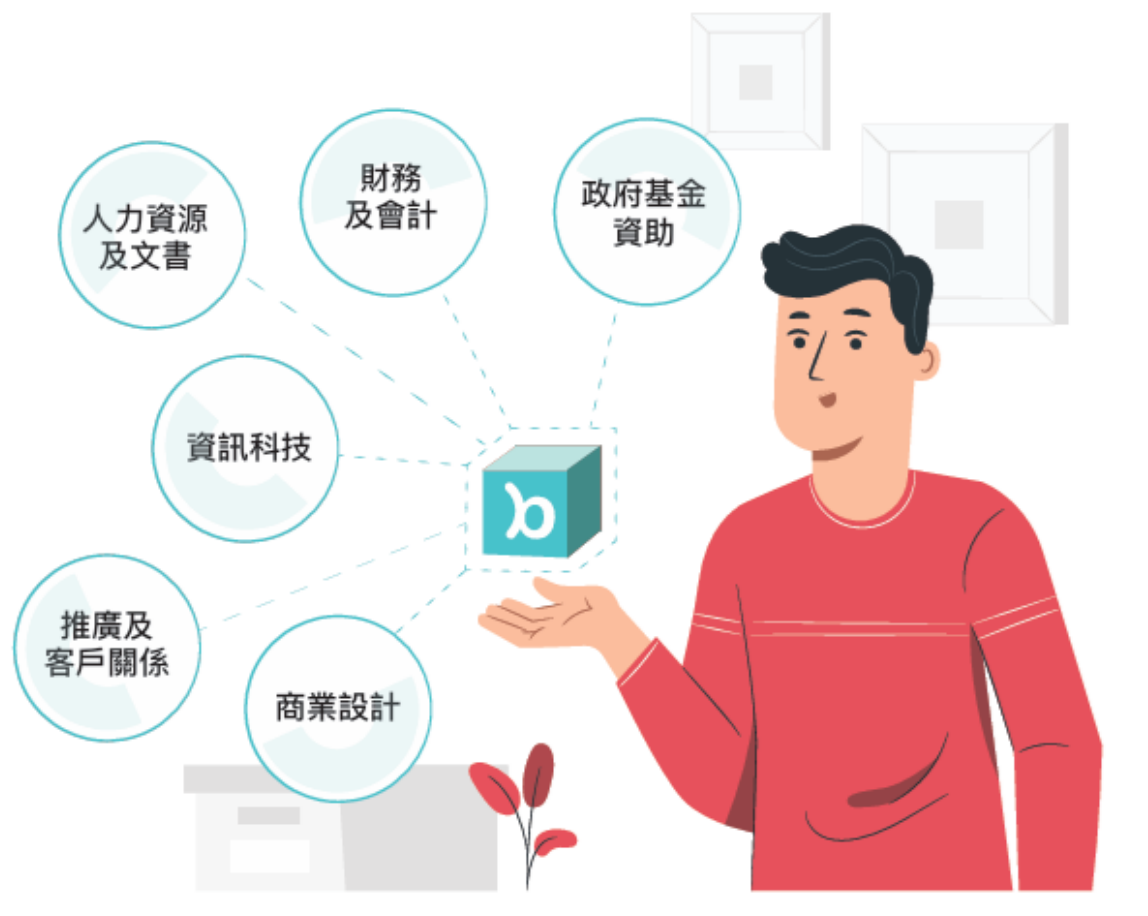 人力資源
及文書
財務
及會計
政府基金
資助
資訊科技
推廣及
客戶關係
商業設計
b